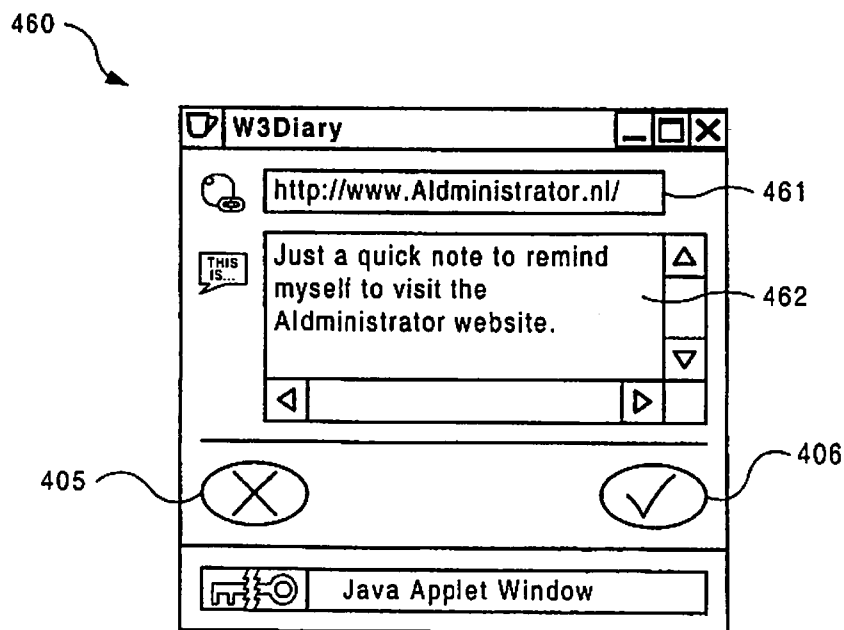 460
W3Diary
http://www.AIdministrator.nl/
461
THIS
IS...
Just a quick note to remind
myself to visit the
AIdministrator website.
462
405
406
Java Applet Window